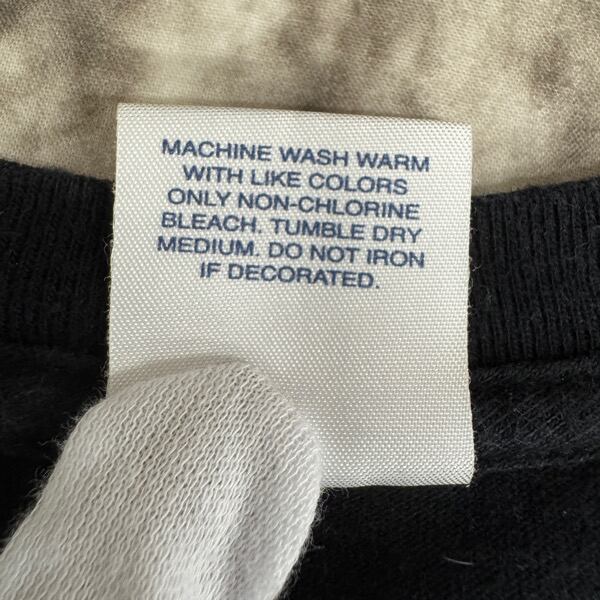 MACHINE WASH WARM
WITH LIKE COLORS
ONLY NON-CHLORINE
BLEACH. TUMBLE DRY
MEDIUM. DO NOT IRON
IF DECORATED.